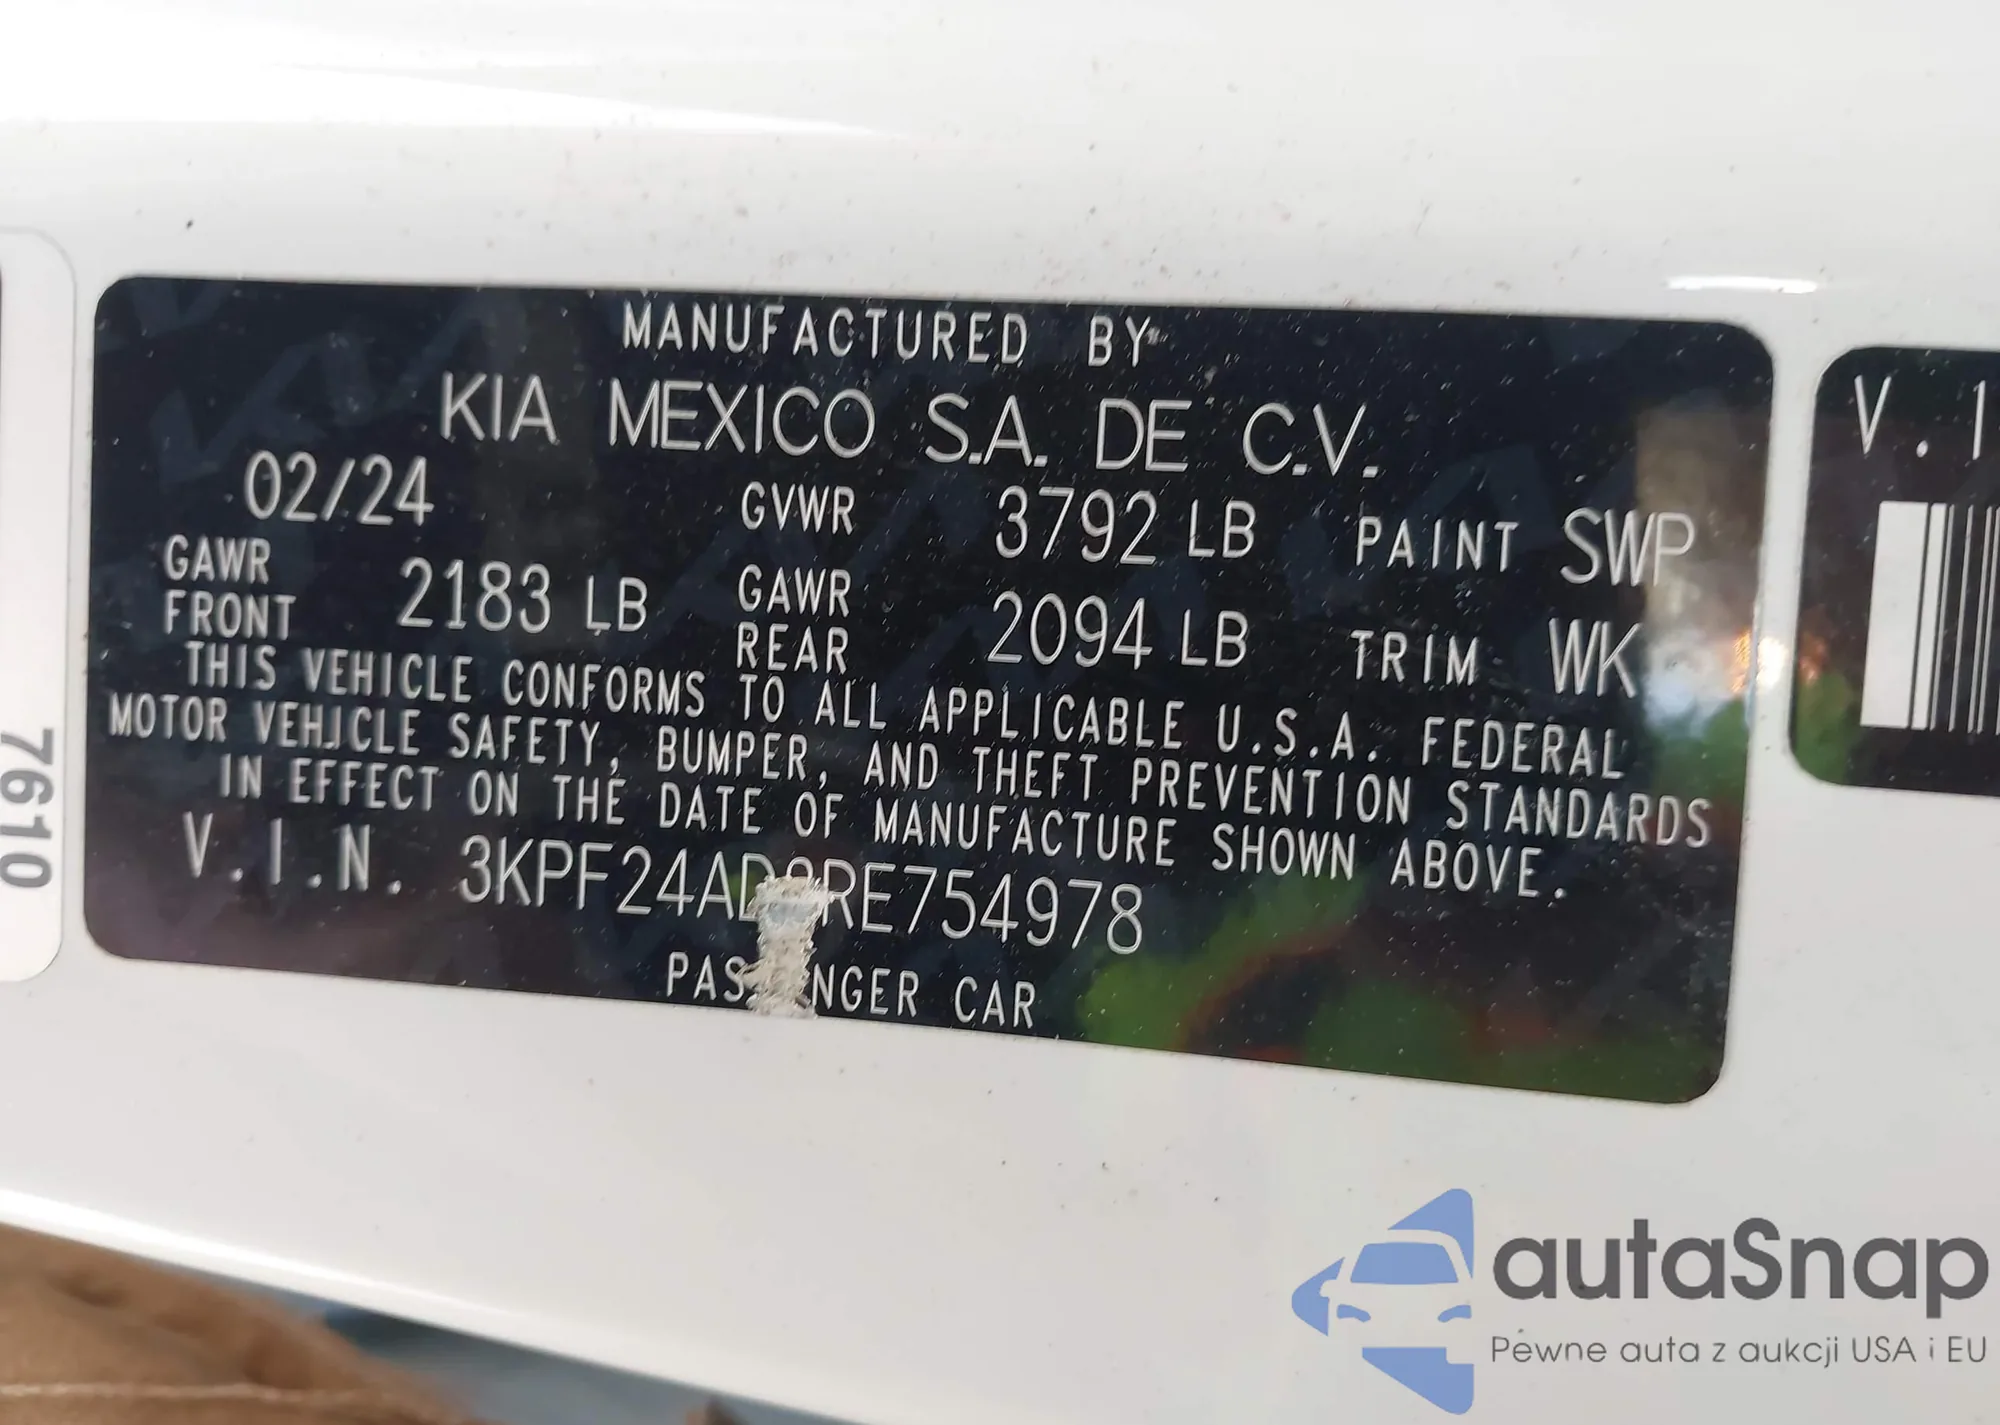 MANUFACTURED BY
KIA MEXICO S.A. DE C.V.
02/24 GVWR 3792 LB PAINT SWP
GAWR FRONT 2183 LB GAWR REAR 2094 LB TRIM WK
THIS VEHICLE CONFORMS TO ALL APPLICABLE U.S.A. FEDERAL
MOTOR VEHICLE SAFETY, BUMPER, AND THEFT PREVENTION STANDARDS
IN EFFECT ON THE DATE OF MANUFACTURE SHOWN ABOVE.
V.I.N. 3KPF24AD3RE754978
PASSENGER CAR
7610
autaSnap
Pewne auta z aukcji USA i EU